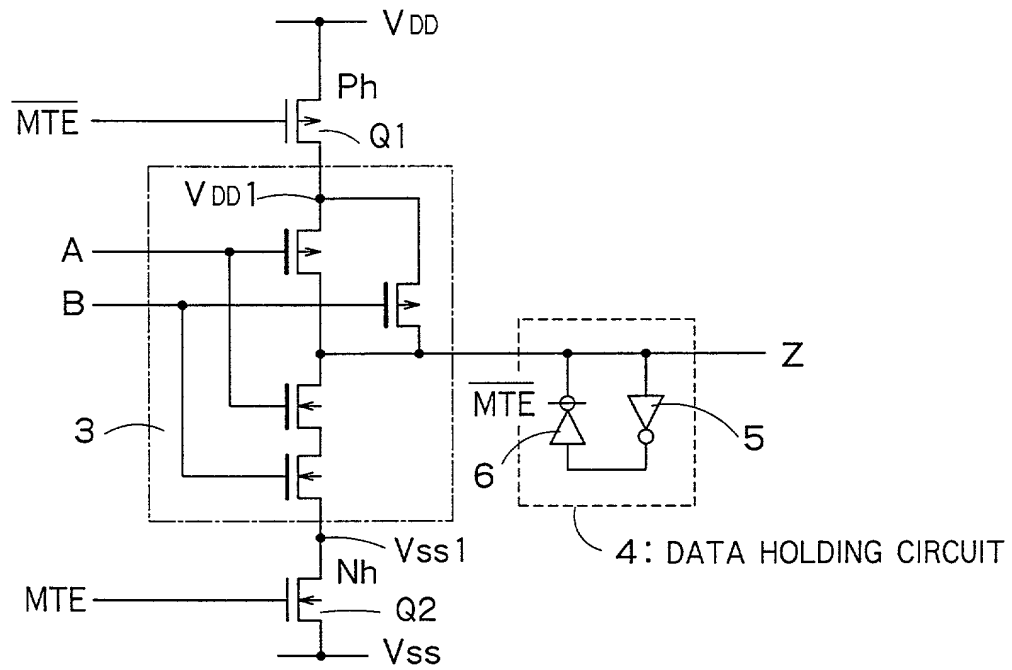 VDD
Ph
MTE
Q1
VDD1
A
B
Z
MTE
3
5
6
Vss1
4: DATA HOLDING CIRCUIT
Nh
MTE
Q2
Vss